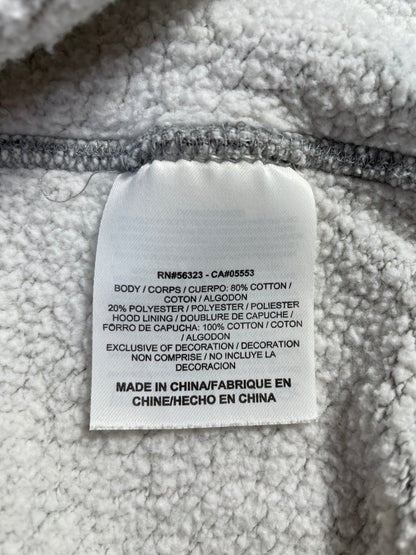 RN#56323 - CA#05553
BODY / CORPS / CUERPO: 80% COTTON /
COTON / ALGODON
20% POLYESTER / POLYESTER / POLIESTER
HOOD LINING / DOUBLURE DE CAPUCHE /
FORRO DE CAPUCHA: 100% COTTON / COTON
/ ALGODON
EXCLUSIVE OF DECORATION / DECORATION
NON COMPRISE / NO INCLUYE LA
DECORACION
MADE IN CHINA/FABRIQUE EN
CHINE/HECHO EN CHINA